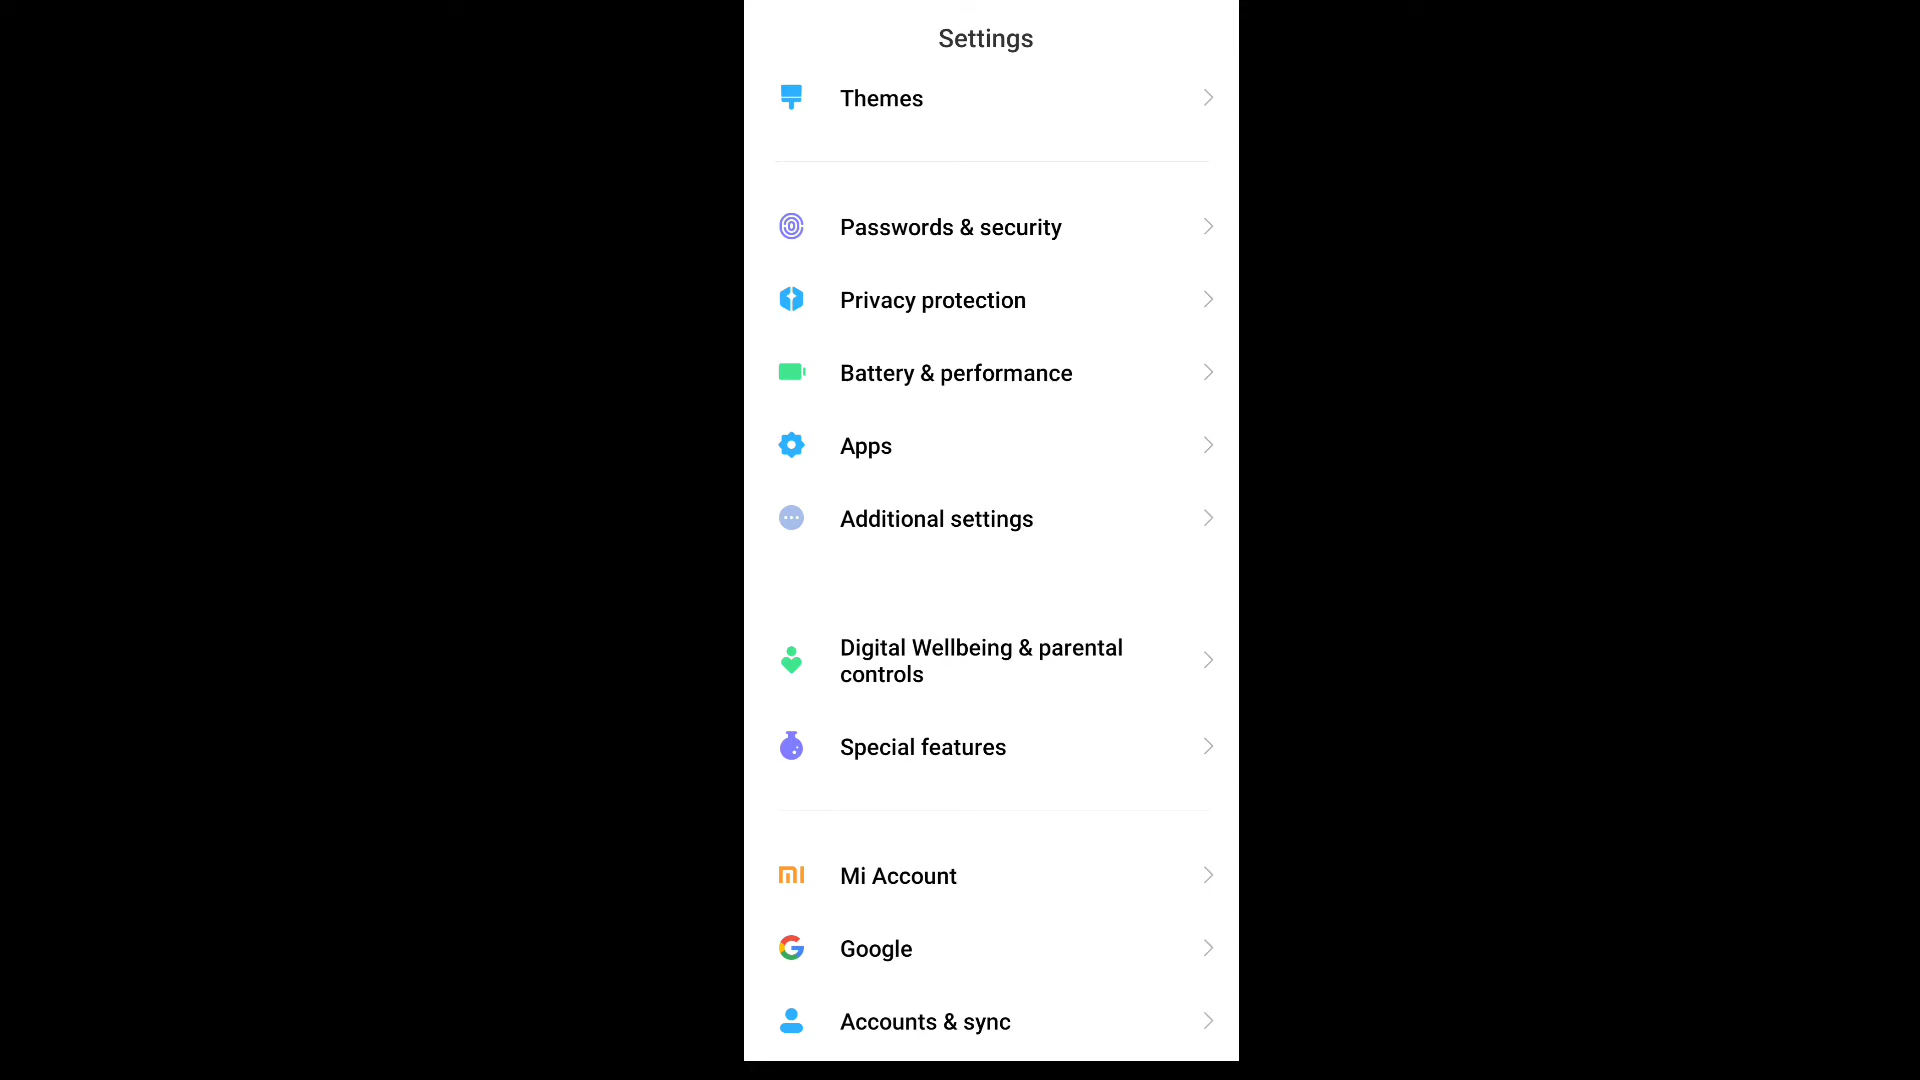 Settings
Themes
Passwords & security
Privacy protection
Battery & performance
Apps
Additional settings
Digital Wellbeing & parental
controls
Special features
Mi Account
Google
Accounts & sync